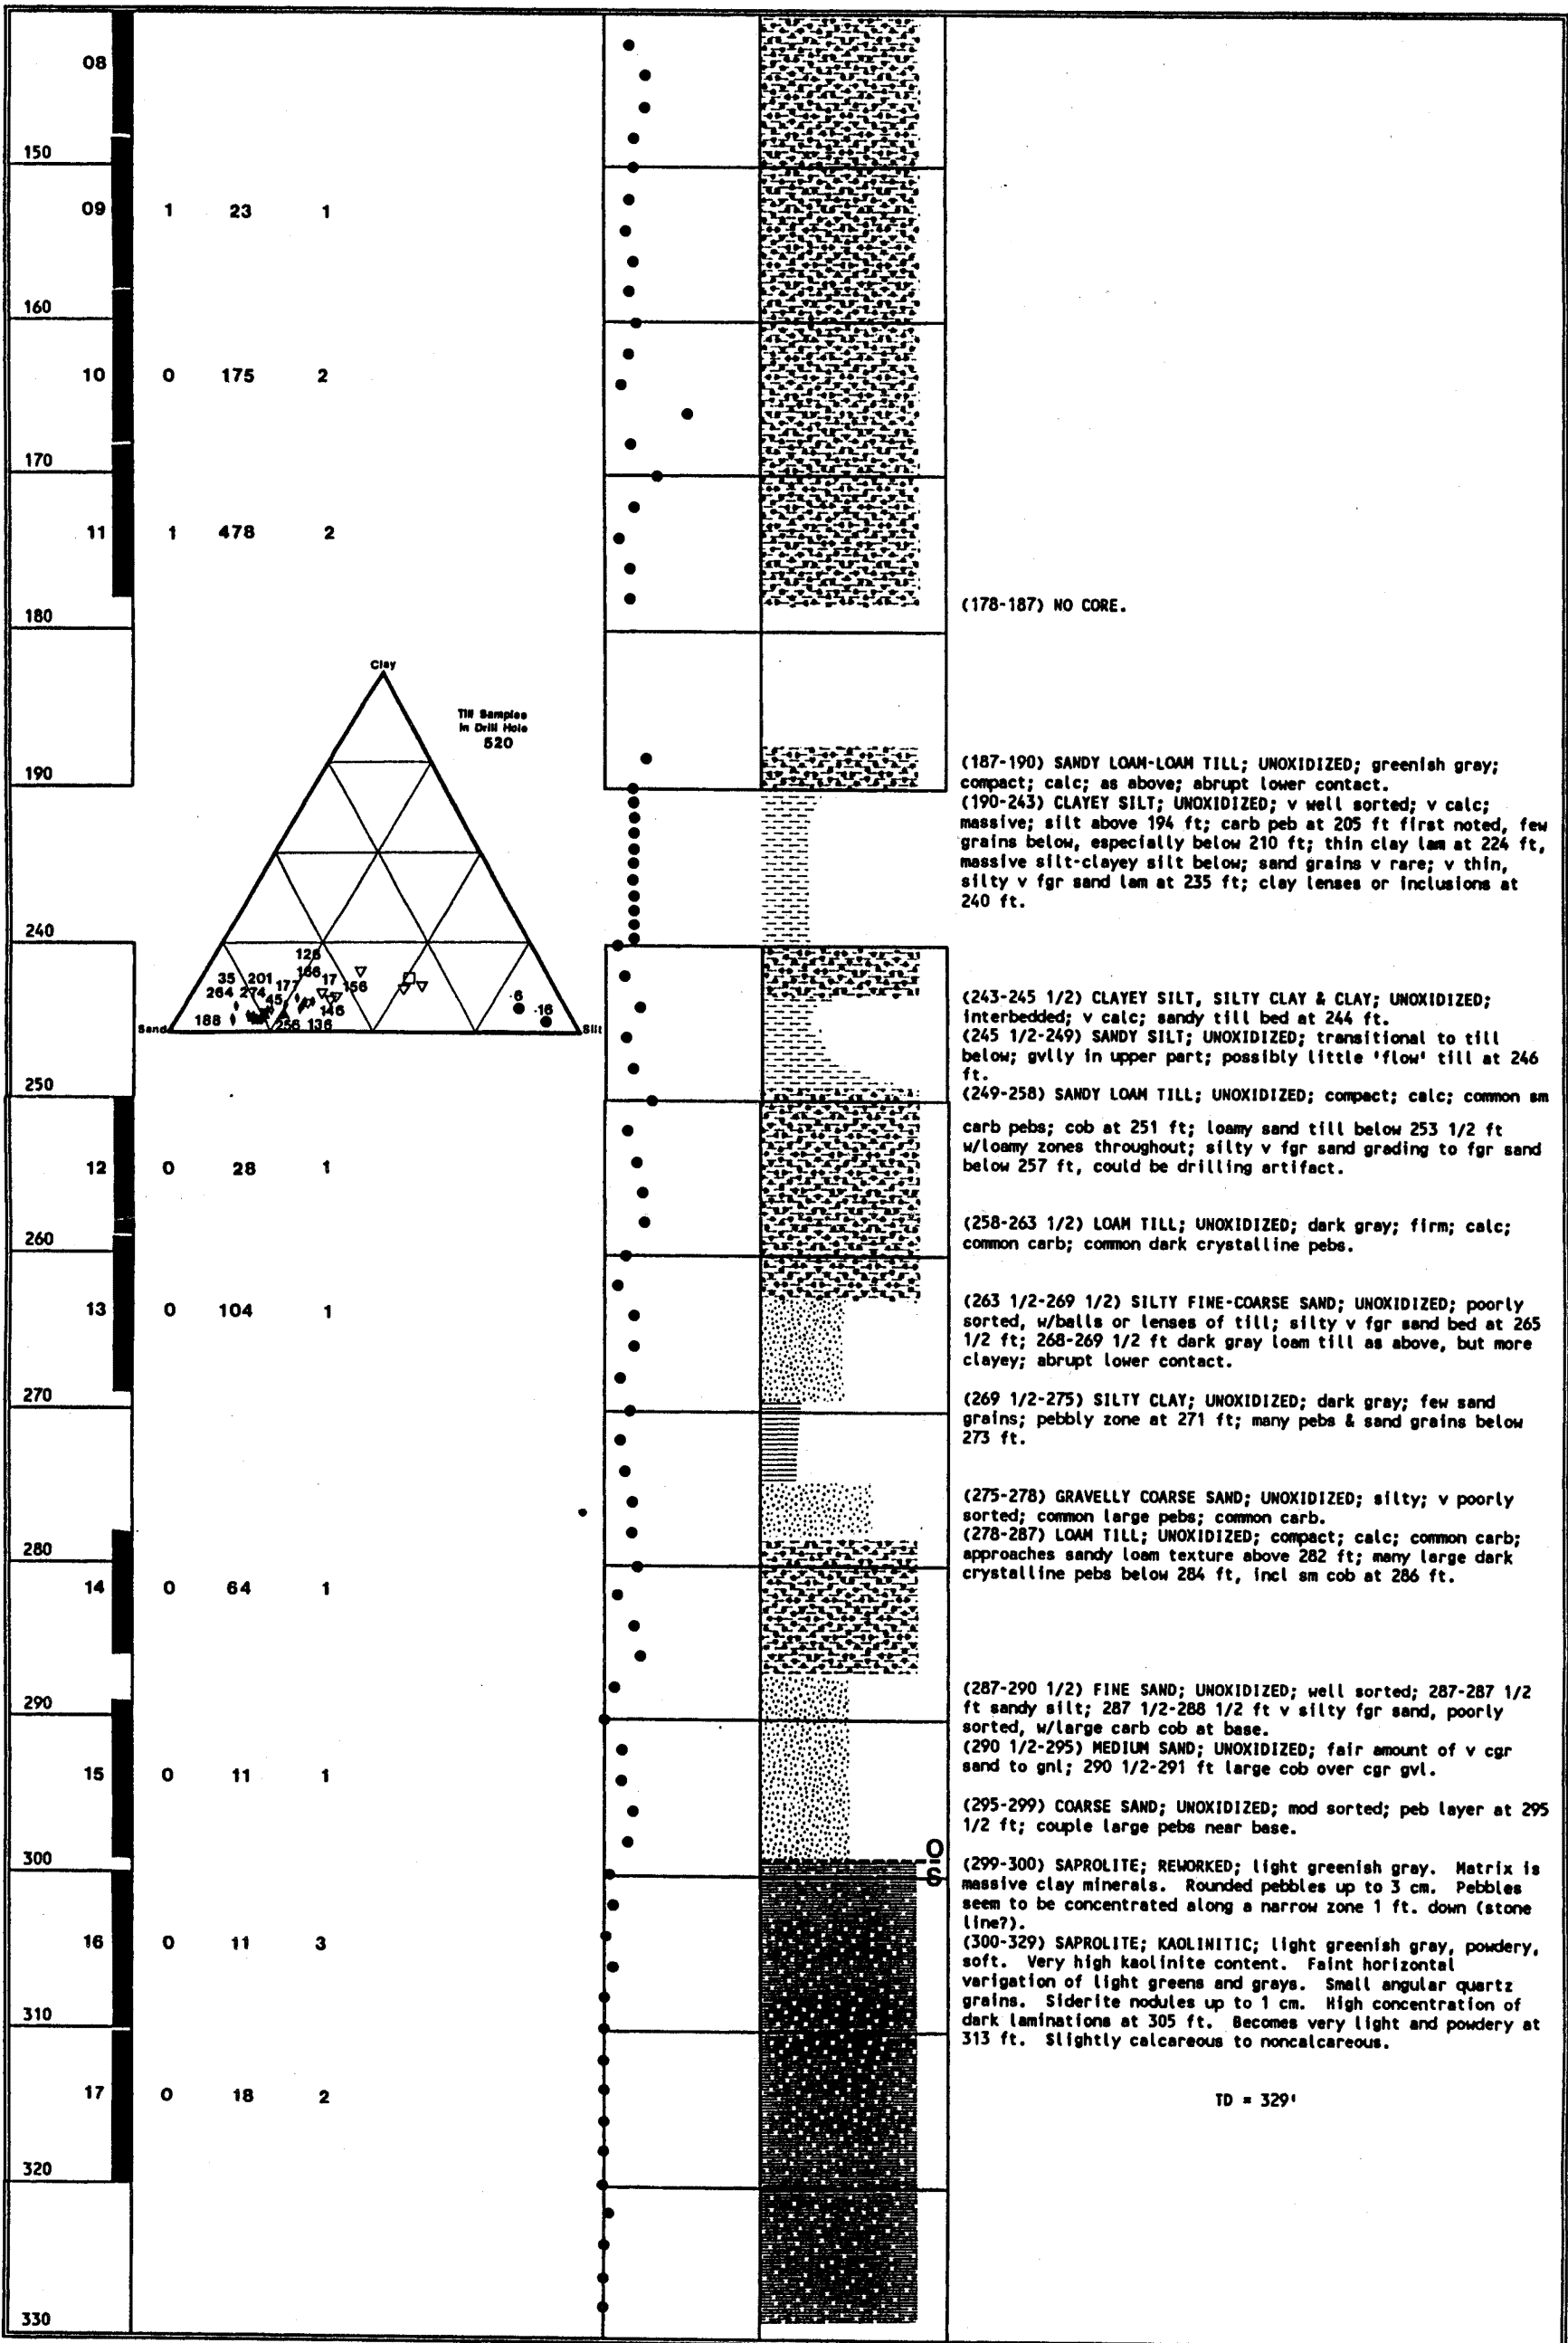 08
150
09 1 23 1
160
10 0 175 2
170
11 1 478 2
(178-187) NO CORE.
180
Clay
Till Samples
In Drill Hole
520
(187-190) SANDY LOAM-LOAM TILL; UNOXIDIZED; greenish gray;
compact; calc; as above; abrupt lower contact.
190
(190-243) CLAYEY SILT; UNOXIDIZED; v well sorted; v calc;
massive; silt above 194 ft; carb peb at 205 ft first noted, few
grains below, especially below 210 ft; thin clay lam at 224 ft,
massive silt-clayey silt below; sand grains v rare; v thin,
silty v fgr sand lam at 235 ft; clay lenses or inclusions at
240 ft.
240
126
35 201 166 17
264 274 177 156
45 146
188 256 136
6
16
Sand
Silt
(243-245 1/2) CLAYEY SILT, SILTY CLAY & CLAY; UNOXIDIZED;
interbedded; v calc; sandy till bed at 244 ft.
(245 1/2-249) SANDY SILT; UNOXIDIZED; transitional to till
below; gvlly in upper part; possibly little 'flow' till at 246
ft.
250
(249-258) SANDY LOAM TILL; UNOXIDIZED; compact; calc; common sm
carb pebs; cob at 251 ft; loamy sand till below 253 1/2 ft
w/loamy zones throughout; silty v fgr sand grading to fgr sand
below 257 ft, could be drilling artifact.
12 0 28 1
(258-263 1/2) LOAM TILL; UNOXIDIZED; dark gray; firm; calc;
common carb; common dark crystalline pebs.
260
13 0 104 1
(263 1/2-269 1/2) SILTY FINE-COARSE SAND; UNOXIDIZED; poorly
sorted, w/balls or lenses of till; silty v fgr sand bed at 265
1/2 ft; 268-269 1/2 ft dark gray loam till as above, but more
clayey; abrupt lower contact.
270
(269 1/2-275) SILTY CLAY; UNOXIDIZED; dark gray; few sand
grains; pebbly zone at 271 ft; many pebs & sand grains below
273 ft.
(275-278) GRAVELLY COARSE SAND; UNOXIDIZED; silty; v poorly
sorted; common large pebs; common carb.
(278-287) LOAM TILL; UNOXIDIZED; compact; calc; common carb;
approaches sandy loam texture above 282 ft; many large dark
crystalline pebs below 284 ft, incl sm cob at 286 ft.
280
14 0 64 1
(287-290 1/2) FINE SAND; UNOXIDIZED; well sorted; 287-287 1/2
ft sandy silt; 287 1/2-288 1/2 ft v silty fgr sand, poorly
sorted, w/large carb cob at base.
290
(290 1/2-295) MEDIUM SAND; UNOXIDIZED; fair amount of v cgr
sand to gnl; 290 1/2-291 ft large cob over cgr gvl.
15 0 11 1
(295-299) COARSE SAND; UNOXIDIZED; mod sorted; peb layer at 295
1/2 ft; couple large pebs near base.
O
300
(299-300) SAPROLITE; REWORKED; light greenish gray. Matrix is
massive clay minerals. Rounded pebbles up to 3 cm. Pebbles
seem to be concentrated along a narrow zone 1 ft. down (stone
line?).
16 0 11 3
(300-329) SAPROLITE; KAOLINITIC; light greenish gray, powdery,
soft. Very high kaolinite content. Faint horizontal
varigation of light greens and grays. Small angular quartz
grains. Siderite nodules up to 1 cm. High concentration of
dark laminations at 305 ft. Becomes very light and powdery at
313 ft. Slightly calcareous to noncalcareous.
310
17 0 18 2
TD = 329'
320
330